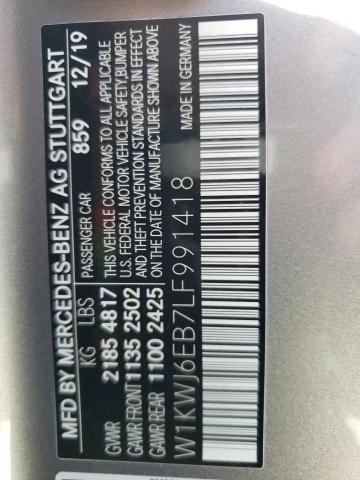 MFD BY MERCEDES-BENZ AG STUTTGART
859 12/19
KG LBS
PASSENGER CAR
GVWR 2185 4817
GAWR FRONT 1135 2502
GAWR REAR 1100 2425
THIS VEHICLE CONFORMS TO ALL APPLICABLE
U.S. FEDERAL MOTOR VEHICLE SAFETY,BUMPER
AND THEFT PREVENTION STANDARDS IN EFFECT
ON THE DATE OF MANUFACTURE SHOWN ABOVE
MADE IN GERMANY
W1KWJ6EB7LF991418